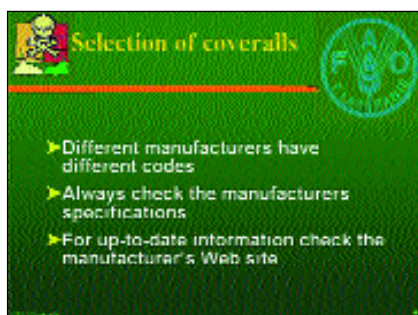 Selection of coveralls
F A O
➤Different manufacturers have
different codes
➤Always check the manufacturers
specifications
➤For up-to-date information check the
manufacturer's Web site